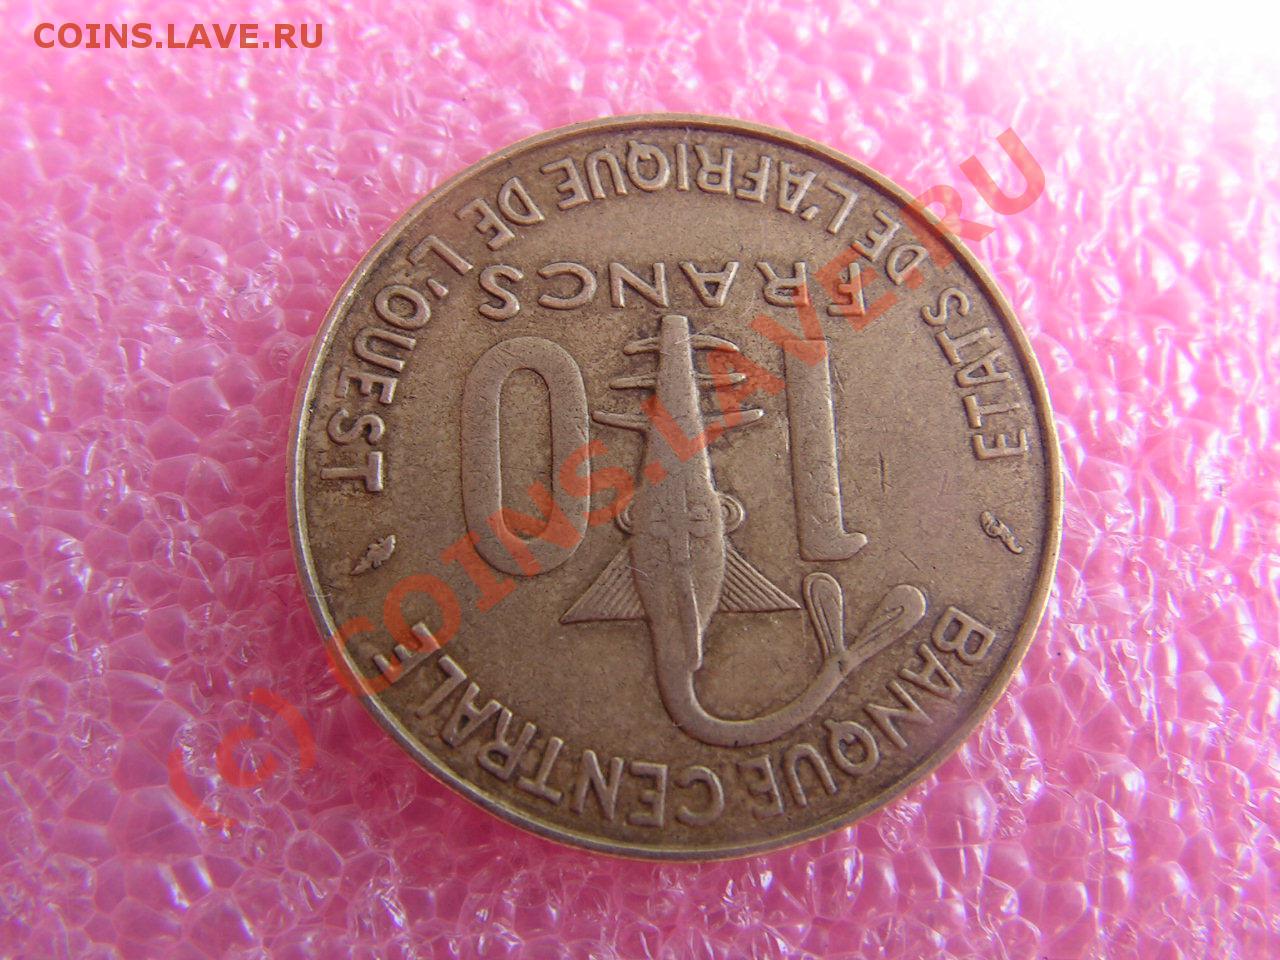 COINS.LAVE.RU
BANQUE CENTRALE
ETATS DE L'AFRIQUE DE L'OUEST
10
FRANCS
(c) COINS.LAVE.RU